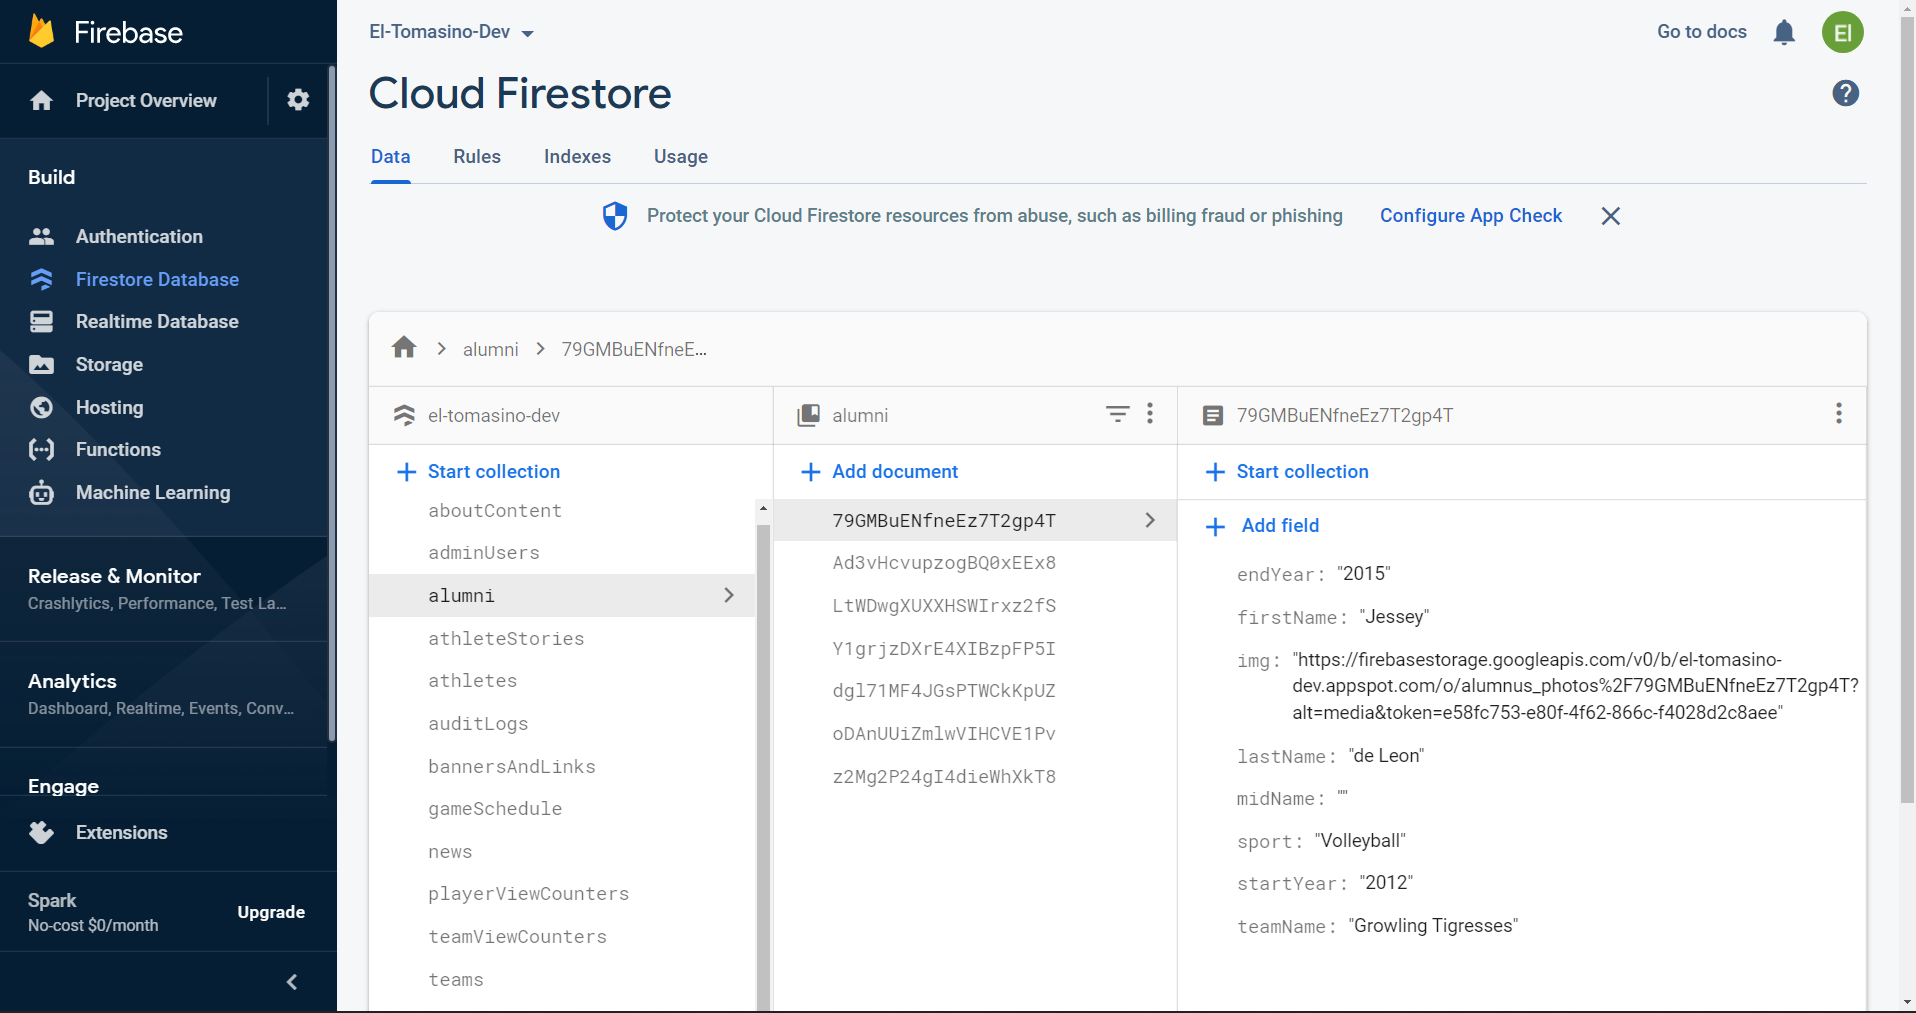 Firebase
Project Overview
Build
Authentication
Firestore Database
Realtime Database
Storage
Hosting
Functions
Machine Learning
Release & Monitor
Crashlytics, Performance, Test La...
Analytics
Dashboard, Realtime, Events, Conv...
Engage
Extensions
Spark
No-cost $0/month
Upgrade
El-Tomasino-Dev
Go to docs
El
Cloud Firestore
?
Data Rules Indexes Usage
Protect your Cloud Firestore resources from abuse, such as billing fraud or phishing Configure App Check
alumni 79GMBuENfneE...
el-tomasino-dev
Start collection
aboutContent
adminUsers
alumni
athleteStories
athletes
auditLogs
bannersAndLinks
gameSchedule
news
playerViewCounters
teamViewCounters
teams
alumni
Add document
79GMBuENfneEz7T2gp4T
Ad3vHcvupzogBQ0xEEx8
LtWDwgXUXXHSWIrxz2fS
Y1grjzDXrE4XIBzpFP5I
dgl71MF4JGsPTWCkKpUZ
oDAnUUiZmlwVIHCVE1Pv
z2Mg2P24gI4dieWhXkT8
79GMBuENfneEz7T2gp4T
Start collection
Add field
endYear: "2015"
firstName: "Jessey"
img: "https://firebasestorage.googleapis.com/v0/b/el-tomasino-
dev.appspot.com/o/alumnus_photos%2F79GMBuENfneEz7T2gp4T?
alt=media&token=e58fc753-e80f-4f62-866c-f4028d2c8aee"
lastName: "de Leon"
midName: ""
sport: "Volleyball"
startYear: "2012"
teamName: "Growling Tigresses"